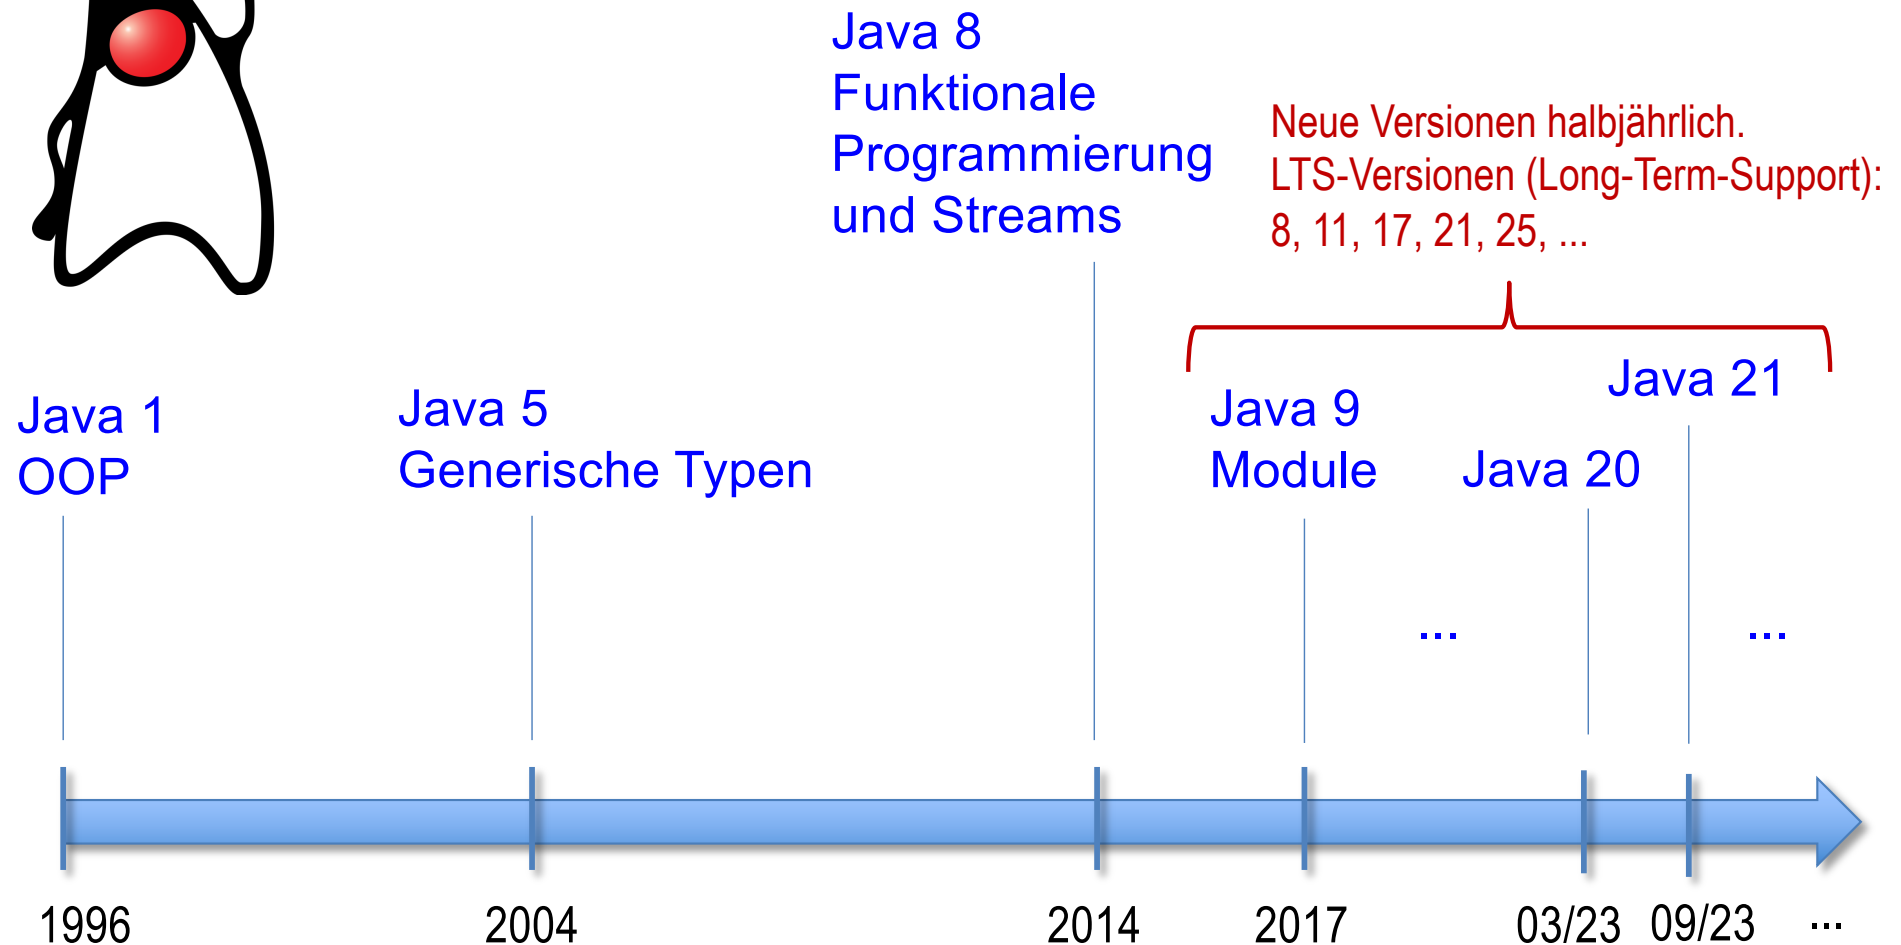 Java 8
Funktionale
Programmierung
und Streams
Neue Versionen halbjährlich.
LTS-Versionen (Long-Term-Support):
8, 11, 17, 21, 25, ...
Java 1
OOP
Java 5
Generische Typen
Java 9
Module
Java 20
Java 21
...
...
1996
2004
2014
2017
03/23
09/23
...